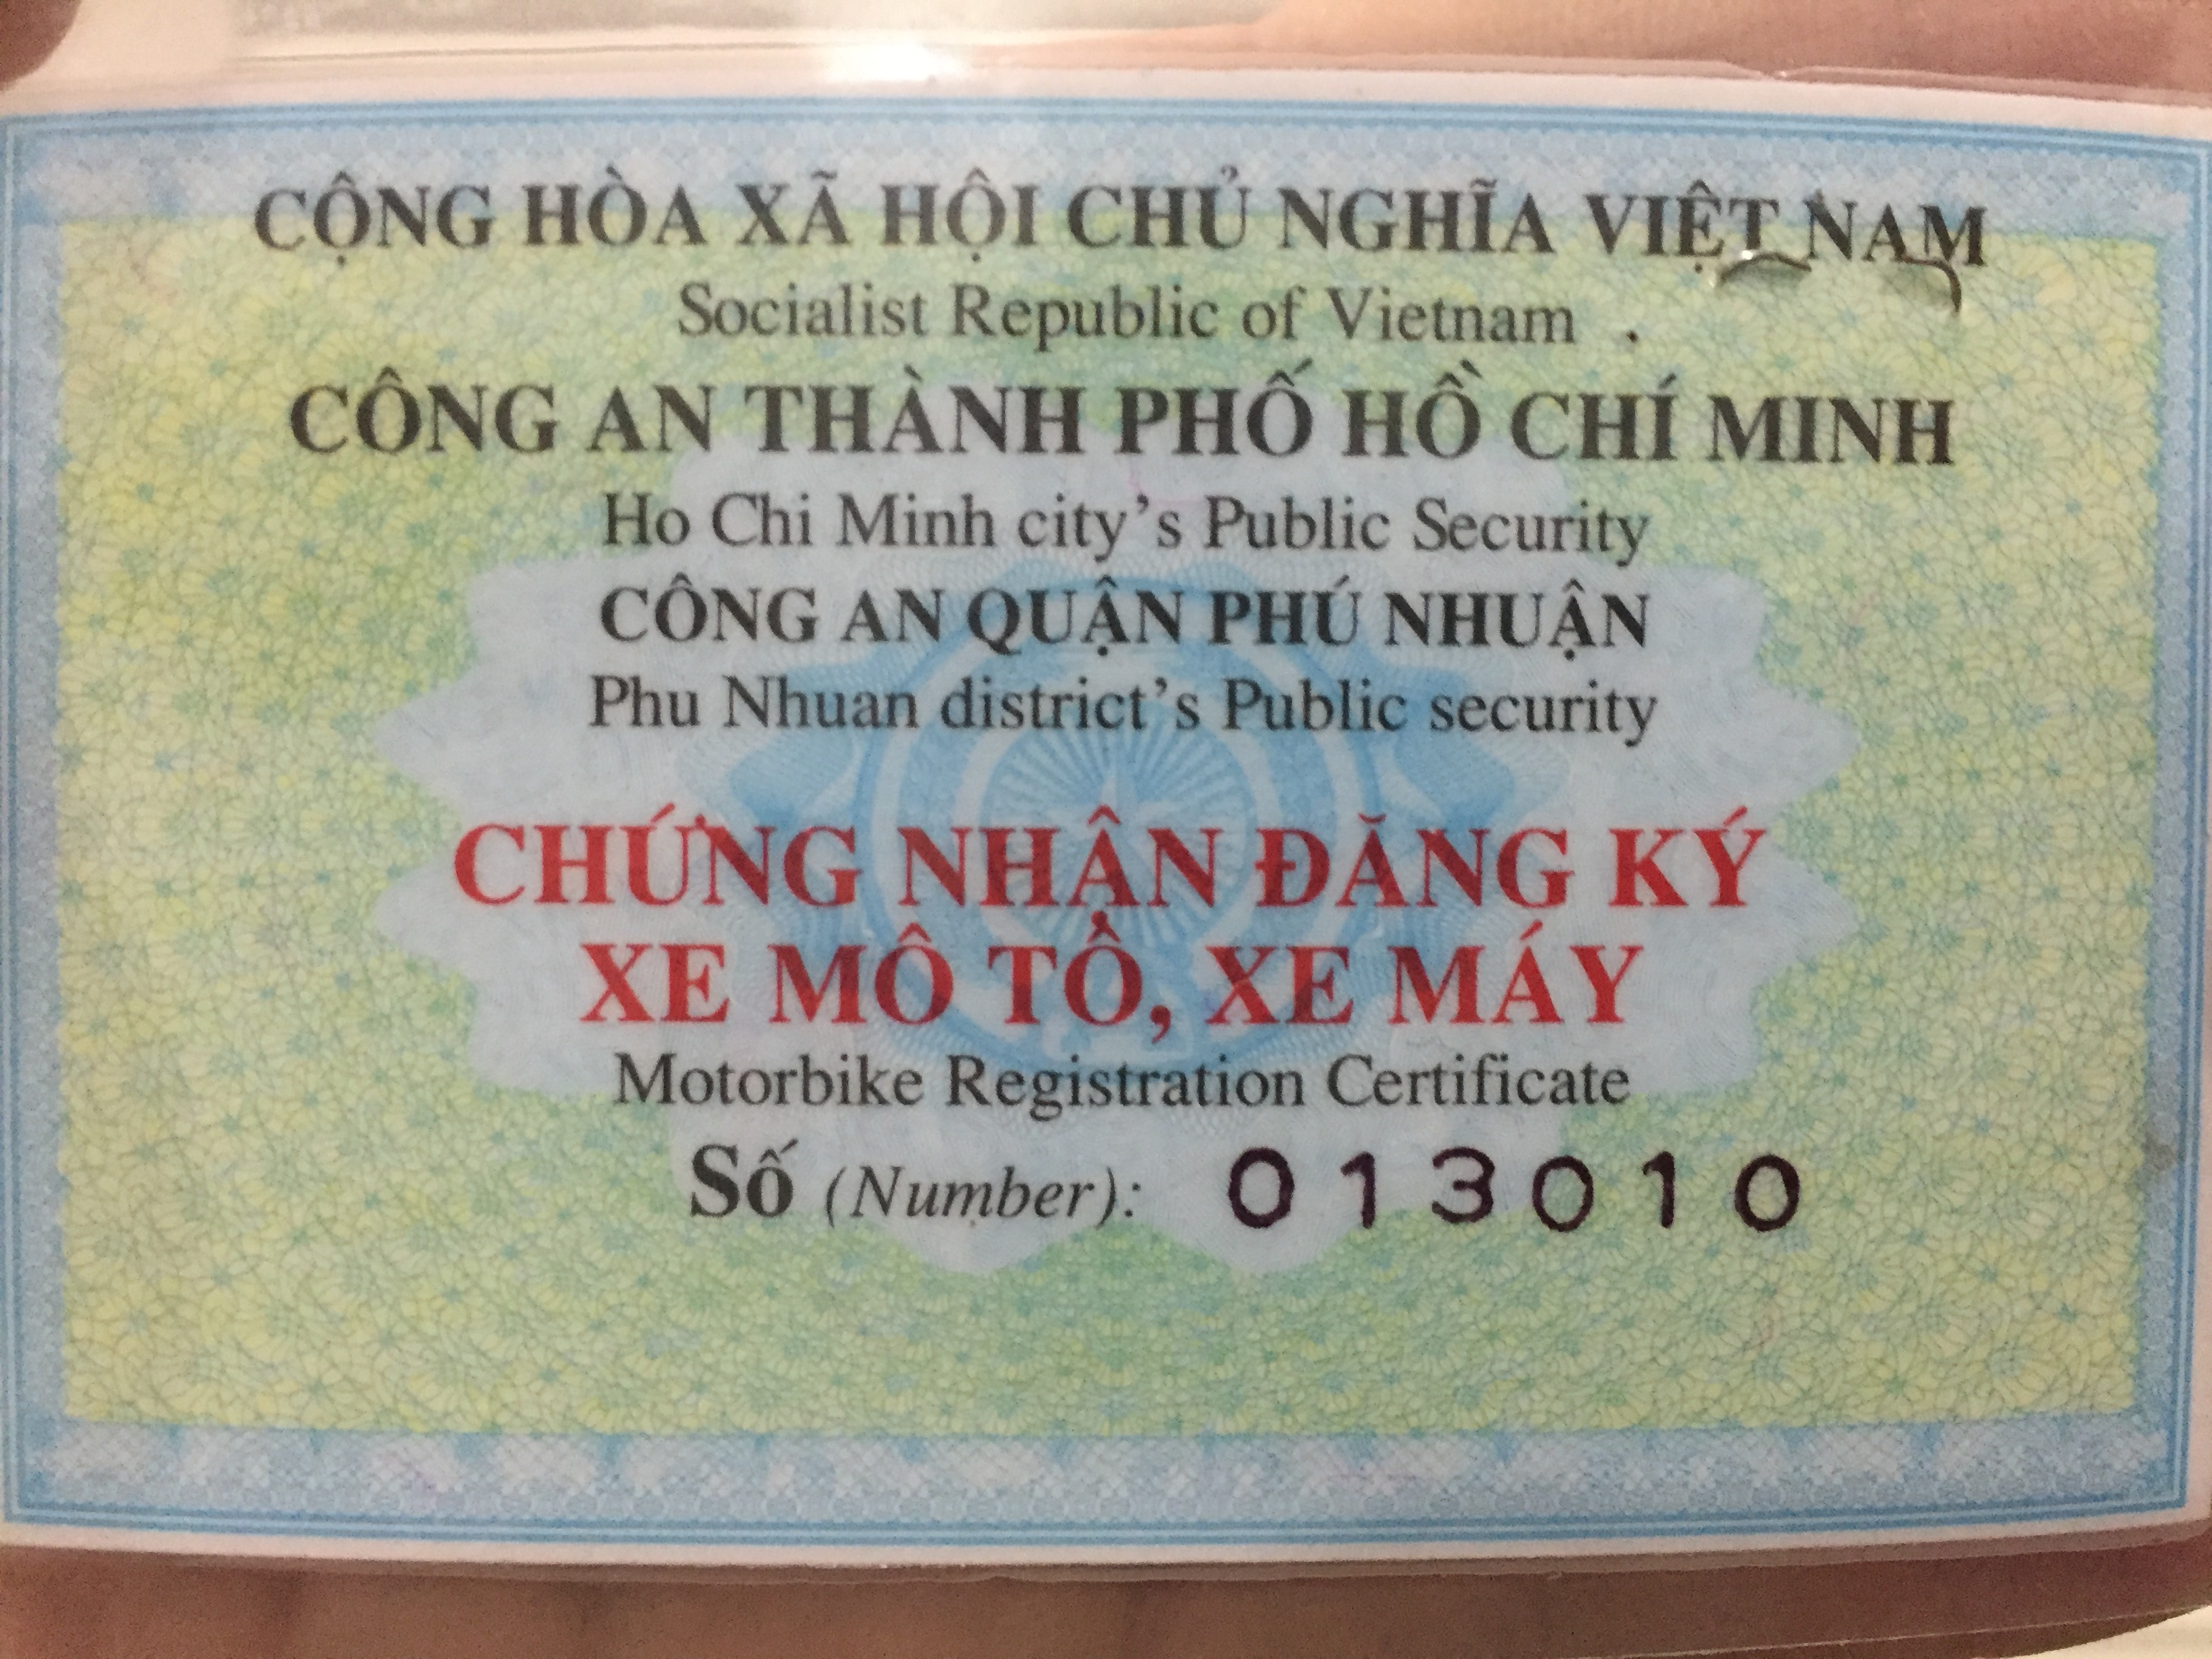 CỘNG HÒA XÃ HỘI CHỦ NGHĨA VIỆT NAM
Socialist Republic of Vietnam .
CÔNG AN THÀNH PHỐ HỒ CHÍ MINH
Ho Chi Minh city’s Public Security
CÔNG AN QUẬN PHÚ NHUẬN
Phu Nhuan district’s Public security
CHỨNG NHẬN ĐĂNG KÝ
XE MÔ TÔ, XE MÁY
Motorbike Registration Certificate
Số (Number): 013010